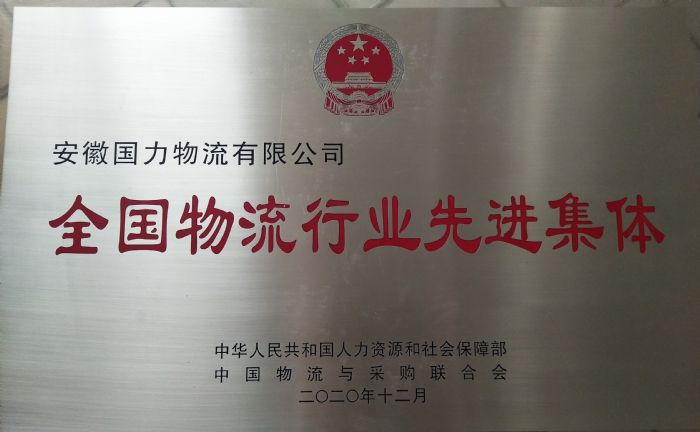 安徽国力物流有限公司
全国物流行业先进集体
中华人民共和国人力资源和社会保障部
中国物流与采购联合会
二〇二〇年十二月